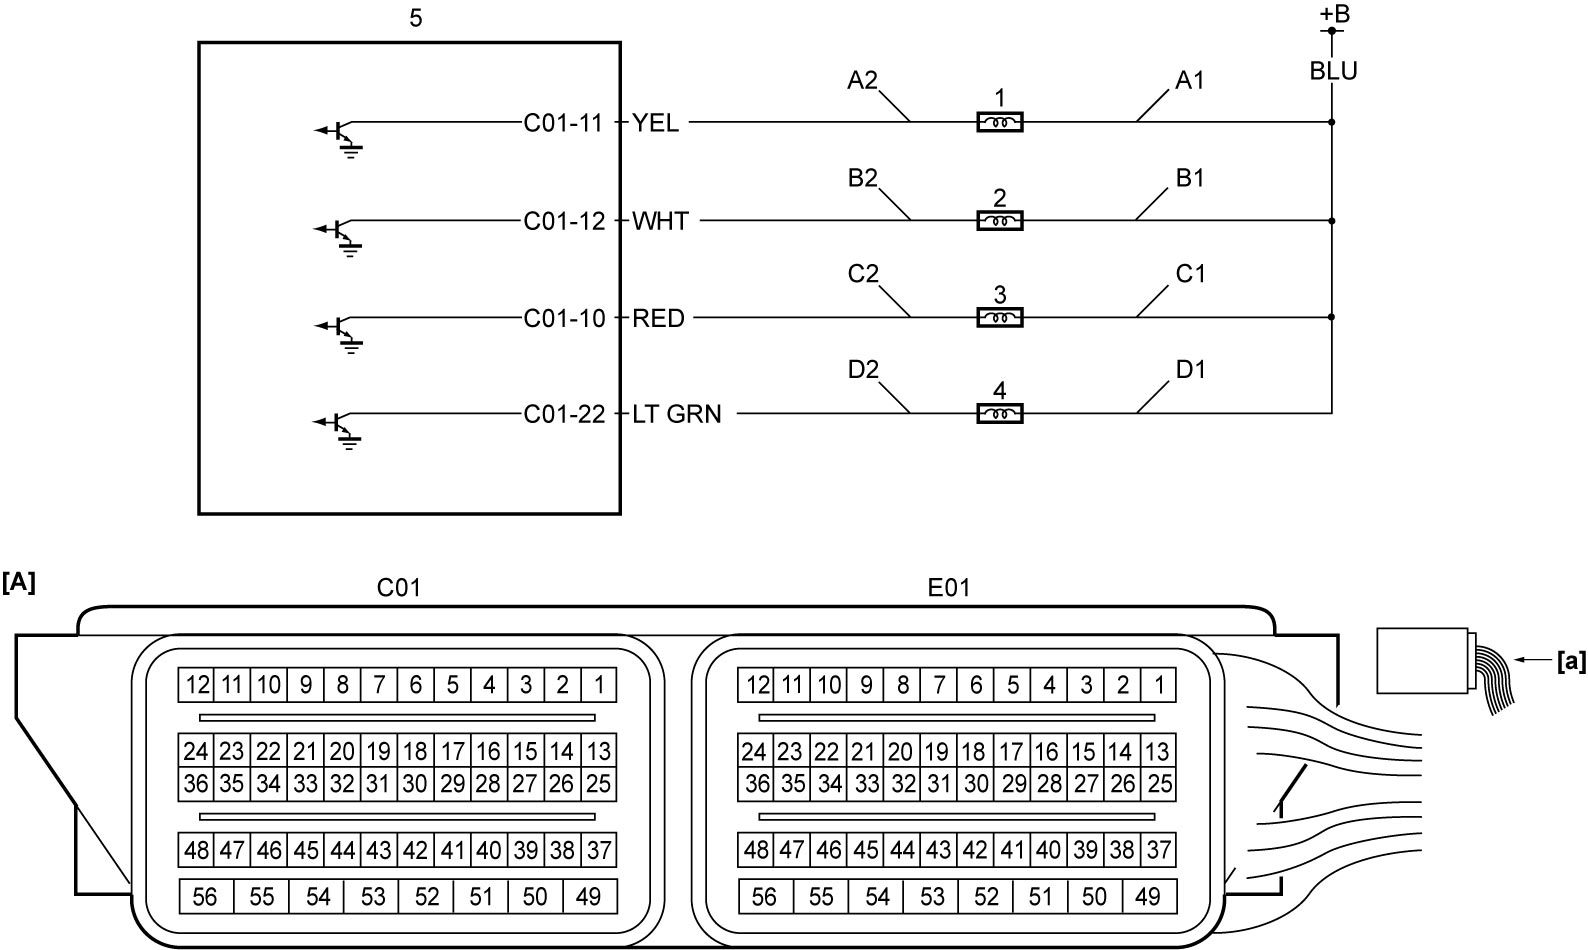 5
+B
BLU
A2
1
A1
C01-11
YEL
B2
2
B1
C01-12
WHT
C2
3
C1
C01-10
RED
D2
4
D1
C01-22
LT GRN
[A]
C01
E01
[a]
12 11 10 9 8 7 6 5 4 3 2 1
12 11 10 9 8 7 6 5 4 3 2 1
24 23 22 21 20 19 18 17 16 15 14 13
24 23 22 21 20 19 18 17 16 15 14 13
36 35 34 33 32 31 30 29 28 27 26 25
36 35 34 33 32 31 30 29 28 27 26 25
48 47 46 45 44 43 42 41 40 39 38 37
48 47 46 45 44 43 42 41 40 39 38 37
56 55 54 53 52 51 50 49
56 55 54 53 52 51 50 49